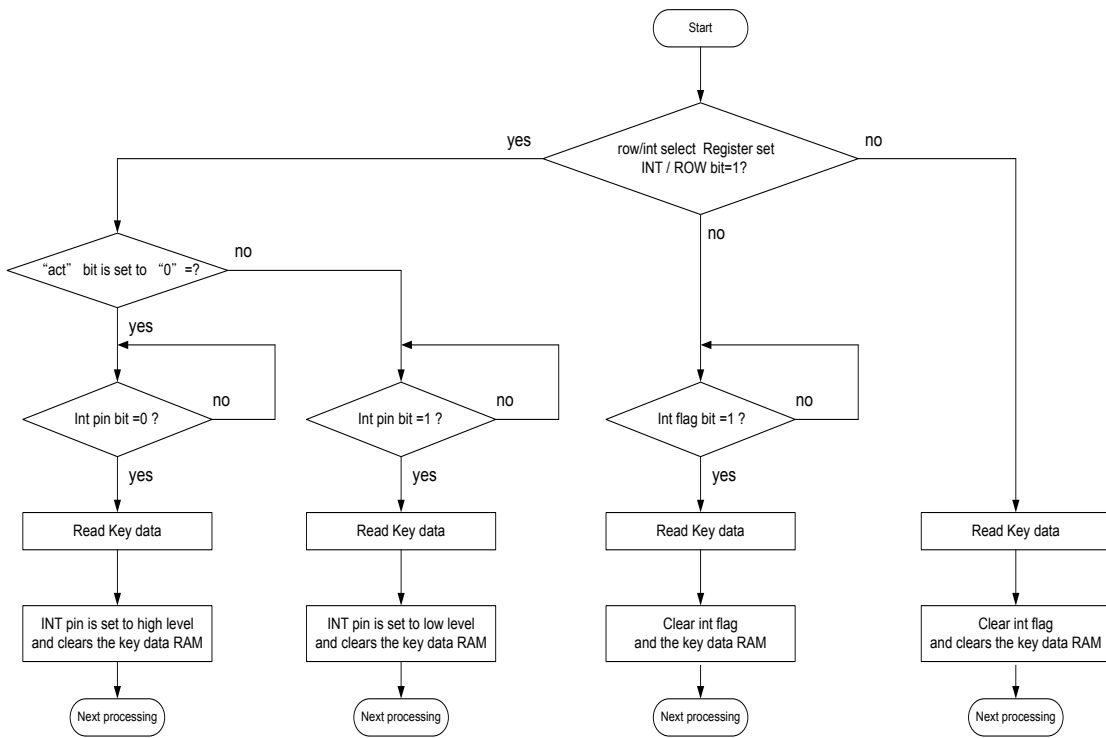 Start
row/int select  Register set
INT / ROW bit=1?
yes
no
no
“act”  bit is set to “0” =?
no
yes
Int pin bit =0 ?
no
yes
Int pin bit =1 ?
no
yes
Int flag bit =1 ?
no
yes
Read Key data
Read Key data
Read Key data
Read Key data
INT pin is set to high level
and clears the key data RAM
INT pin is set to low level
and clears the key data RAM
Clear int flag
and the key data RAM
Clear int flag
and clears the key data RAM
Next processing
Next processing
Next processing
Next processing